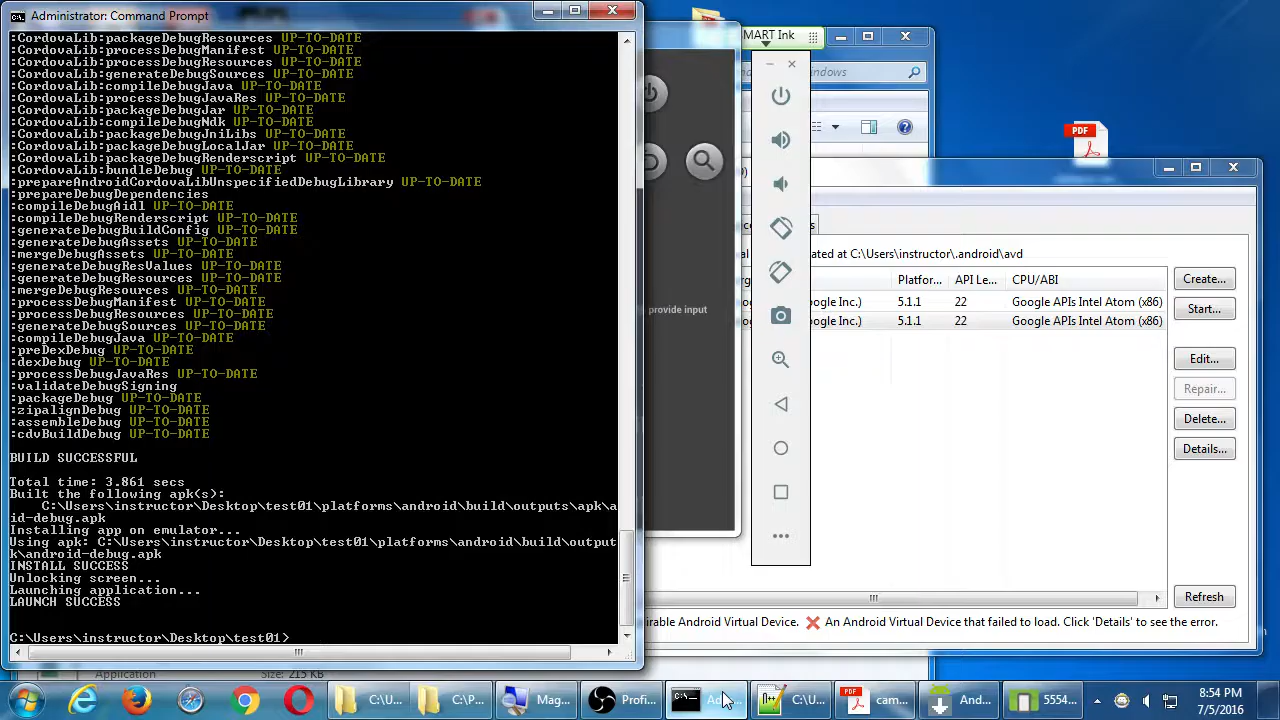 Administrator: Command Prompt
:CordovaLib:packageDebugResources UP-TO-DATE
:CordovaLib:processDebugManifest UP-TO-DATE
:CordovaLib:processDebugResources UP-TO-DATE
:CordovaLib:generateDebugSources UP-TO-DATE
:CordovaLib:compileDebugJava UP-TO-DATE
:CordovaLib:processDebugJavaRes UP-TO-DATE
:CordovaLib:packageDebugJar UP-TO-DATE
:CordovaLib:compileDebugNdk UP-TO-DATE
:CordovaLib:packageDebugJniLibs UP-TO-DATE
:CordovaLib:packageDebugLocalJar UP-TO-DATE
:CordovaLib:packageDebugRenderscript UP-TO-DATE
:CordovaLib:bundleDebug UP-TO-DATE
:prepareAndroidCordovaLibUnspecifiedDebugLibrary UP-TO-DATE
:prepareDebugDependencies
:compileDebugAidl UP-TO-DATE
:compileDebugRenderscript UP-TO-DATE
:generateDebugBuildConfig UP-TO-DATE
:generateDebugAssets UP-TO-DATE
:mergeDebugAssets UP-TO-DATE
:generateDebugResValues UP-TO-DATE
:generateDebugResources UP-TO-DATE
:mergeDebugResources UP-TO-DATE
:processDebugManifest UP-TO-DATE
:processDebugResources UP-TO-DATE
:generateDebugSources UP-TO-DATE
:compileDebugJava UP-TO-DATE
:preDexDebug UP-TO-DATE
:dexDebug UP-TO-DATE
:processDebugJavaRes UP-TO-DATE
:validateDebugSigning
:packageDebug UP-TO-DATE
:zipalignDebug UP-TO-DATE
:assembleDebug UP-TO-DATE
:cdvBuildDebug UP-TO-DATE
BUILD SUCCESSFUL
Total time: 3.861 secs
Built the following apk(s):
C:\Users\instructor\Desktop\test01\platforms\android\build\outputs\apk\a
id-debug.apk
Installing app on emulator...
Using apk: C:\Users\instructor\Desktop\test01\platforms\android\build\output
k\android-debug.apk
INSTALL SUCCESS
Unlocking screen...
Launching application...
LAUNCH SUCCESS
C:\Users\instructor\Desktop\test01>
MART Ink
indows
provide input
PDF
ated at C:\Users\instructor\.android\avd
Platfor... API Le... CPU/ABI
ogle Inc.) 5.1.1 22 Google APIs Intel Atom (x86)
ogle Inc.) 5.1.1 22 Google APIs Intel Atom (x86)
Create...
Start...
Edit...
Repair...
Delete...
Details...
Refresh
irable Android Virtual Device. An Android Virtual Device that failed to load. Click 'Details' to see the error.
Application Size: 215 KB
C:\U... C:\P... Mag... Profi... Ad... C:\U... PDF cam... And... 5554...
8:54 PM
7/5/2016